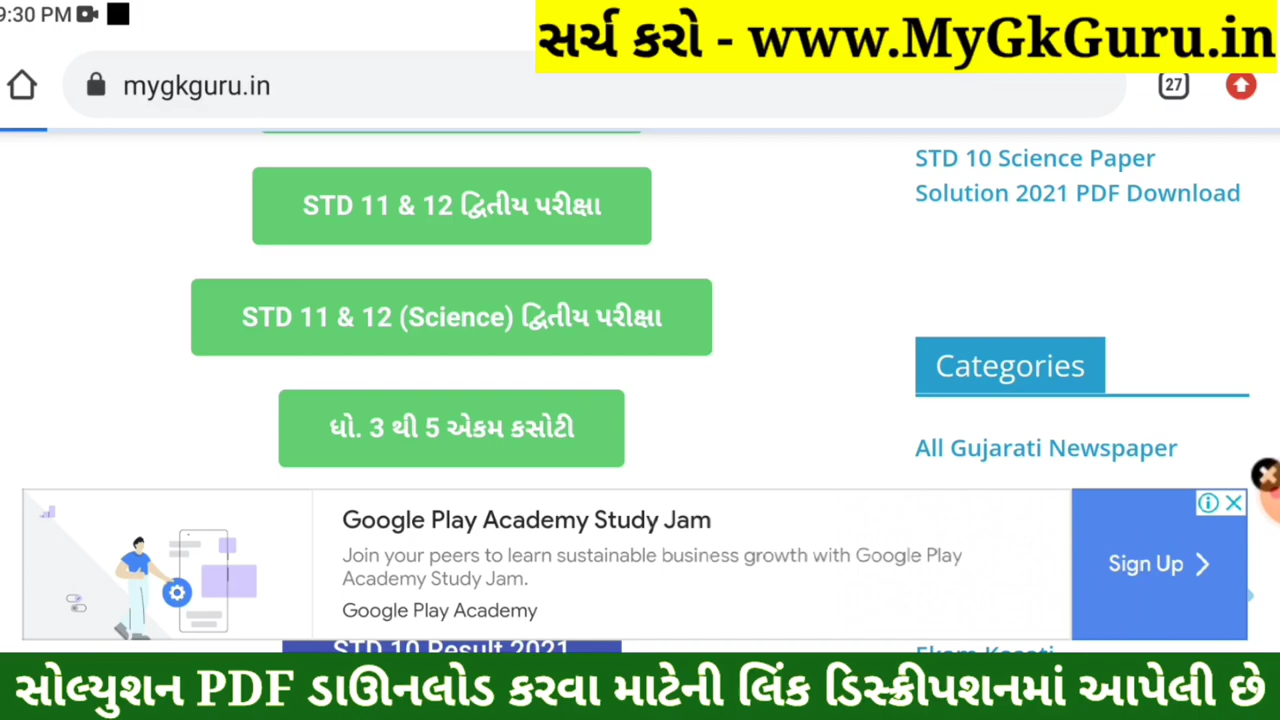 9:30 PM
સર્ચ કરો - www.MyGkGuru.in
mygkguru.in
27
STD 10 Science Paper
Solution 2021 PDF Download
STD 11 & 12 દ્વિતીય પરીક્ષા
STD 11 & 12 (Science) દ્વિતીય પરીક્ષા
Categories
ધો. 3 થી 5 એકમ કસોટી
All Gujarati Newspaper
Google Play Academy Study Jam
Join your peers to learn sustainable business growth with Google Play
Academy Study Jam.
Google Play Academy
Sign Up
STD 10 Result 2021
Ekam Kasoti
સોલ્યુશન PDF ડાઊનલોડ કરવા માટેની લિંક ડિસ્ક્રીપશનમાં આપેલી છે